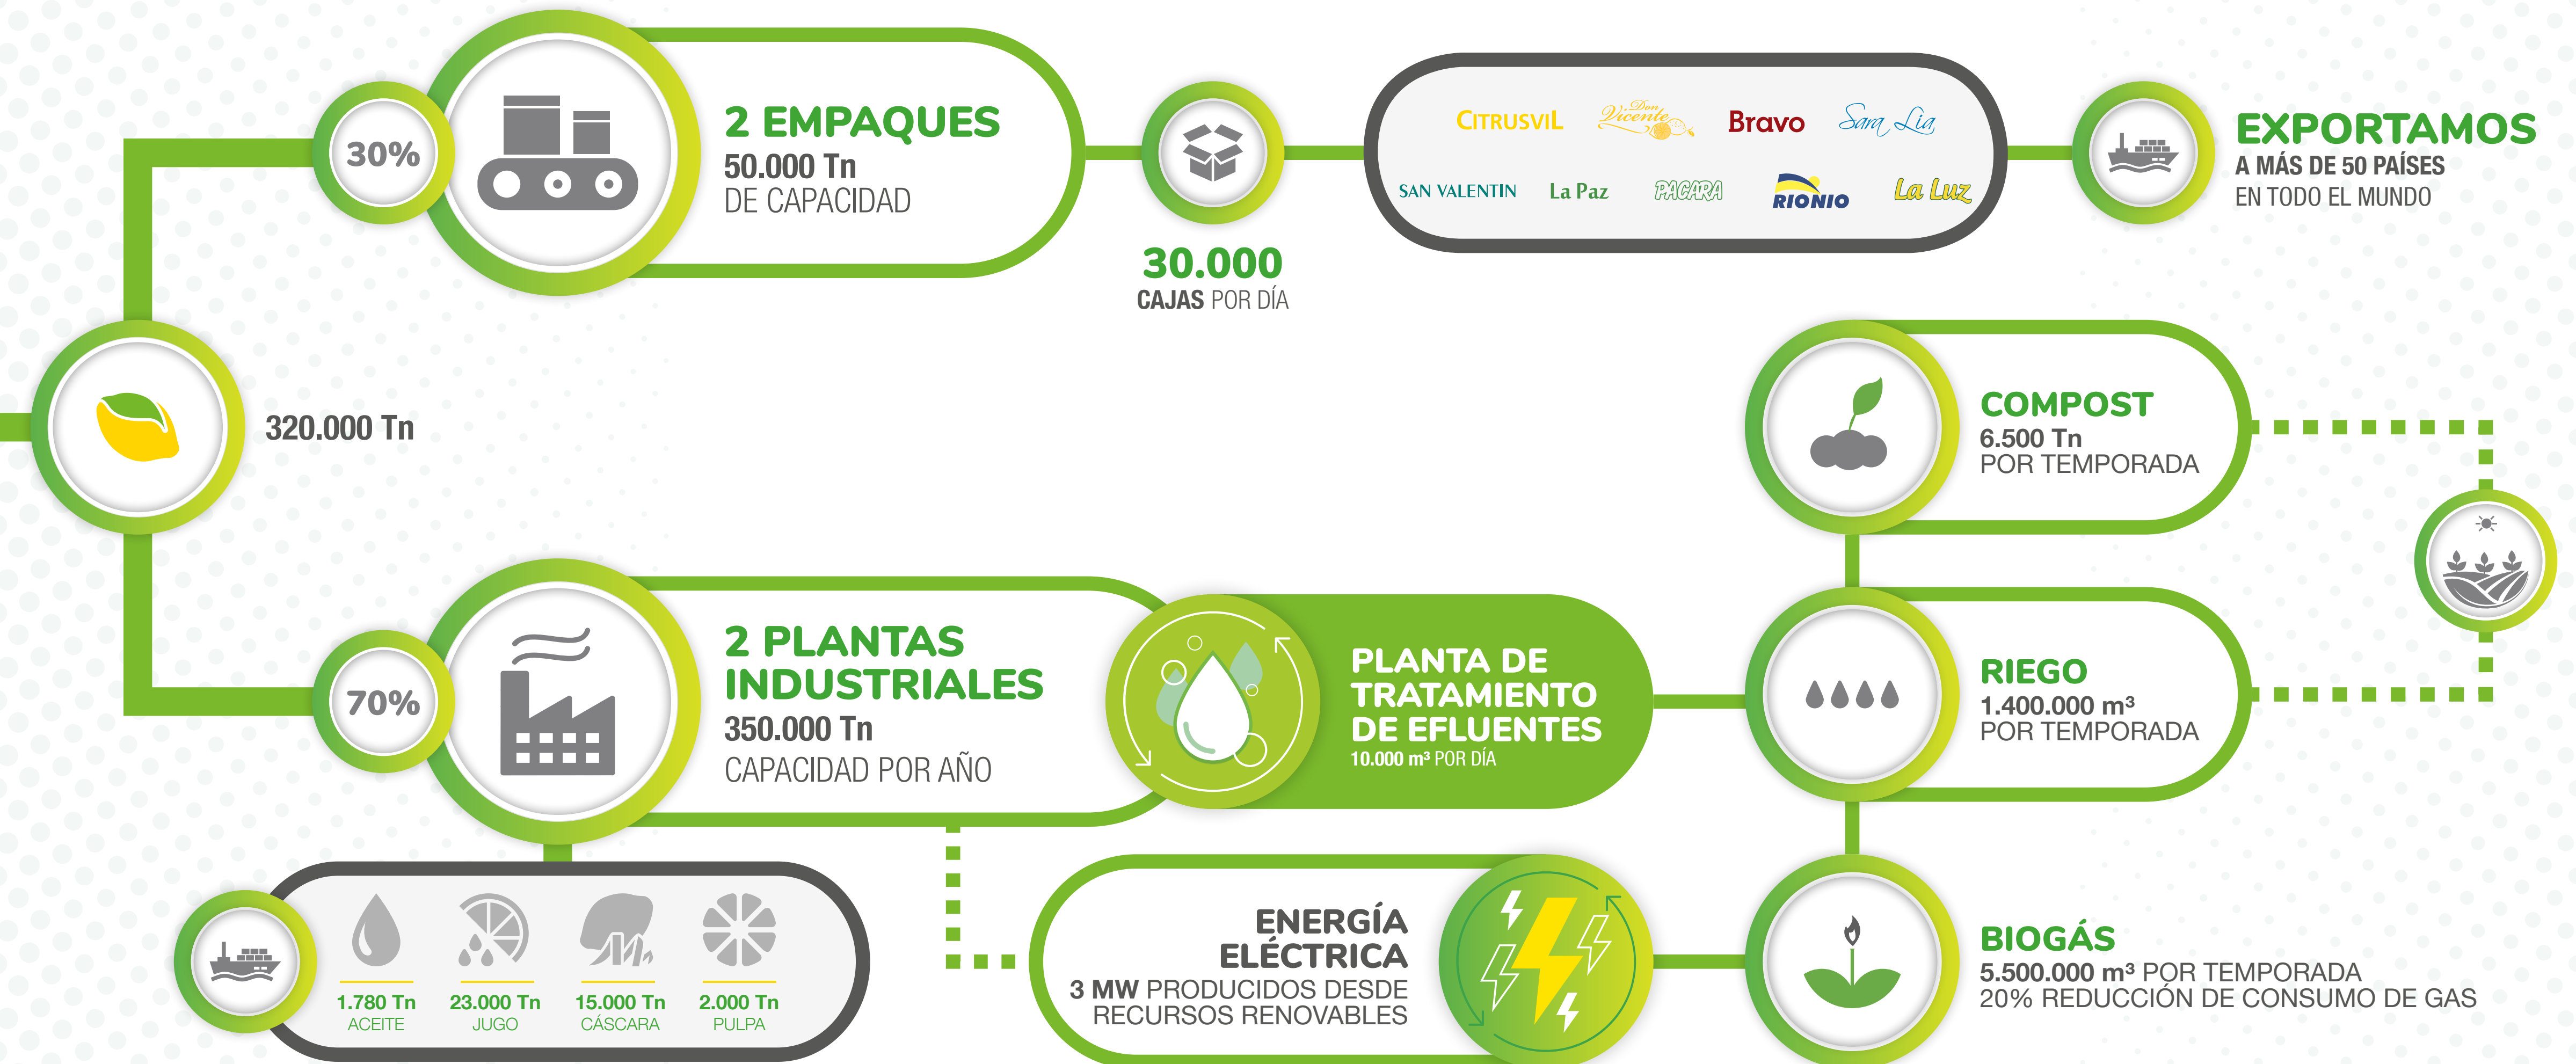 30%
2 EMPAQUES
50.000 Tn
DE CAPACIDAD
30.000
CAJAS POR DÍA
CITRUSVIL
Don
Vicente
Bravo
Sara Lia
SAN VALENTIN
La Paz
PACARA
RIONIO
La Luz
EXPORTAMOS
A MÁS DE 50 PAÍSES
EN TODO EL MUNDO
320.000 Tn
70%
2 PLANTAS
INDUSTRIALES
350.000 Tn
CAPACIDAD POR AÑO
PLANTA DE
TRATAMIENTO
DE EFLUENTES
10.000 m³ POR DÍA
COMPOST
6.500 Tn
POR TEMPORADA
RIEGO
1.400.000 m³
POR TEMPORADA
BIOGÁS
5.500.000 m³ POR TEMPORADA
20% REDUCCIÓN DE CONSUMO DE GAS
ENERGÍA
ELÉCTRICA
3 MW PRODUCIDOS DESDE
RECURSOS RENOVABLES
1.780 Tn
ACEITE
23.000 Tn
JUGO
15.000 Tn
CÁSCARA
2.000 Tn
PULPA